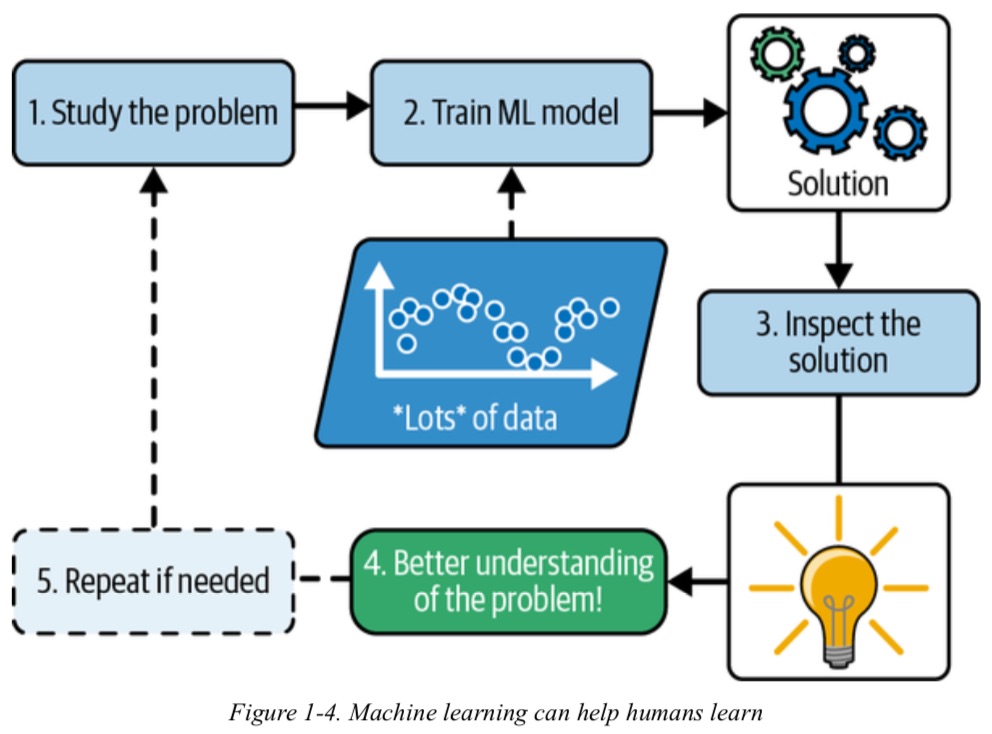 1. Study the problem
2. Train ML model
Solution
*Lots* of data
3. Inspect the
solution
4. Better understanding
of the problem!
5. Repeat if needed
Figure 1-4. Machine learning can help humans learn